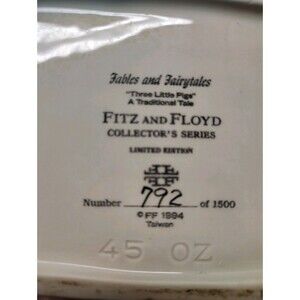 Fables and Fairytales
"Three Little Pigs"
A Traditional Tale
FITZ AND FLOYD
COLLECTOR'S SERIES
LIMITED EDITION
Number 792 of 1500
© FF 1994
Taiwan
45 OZ